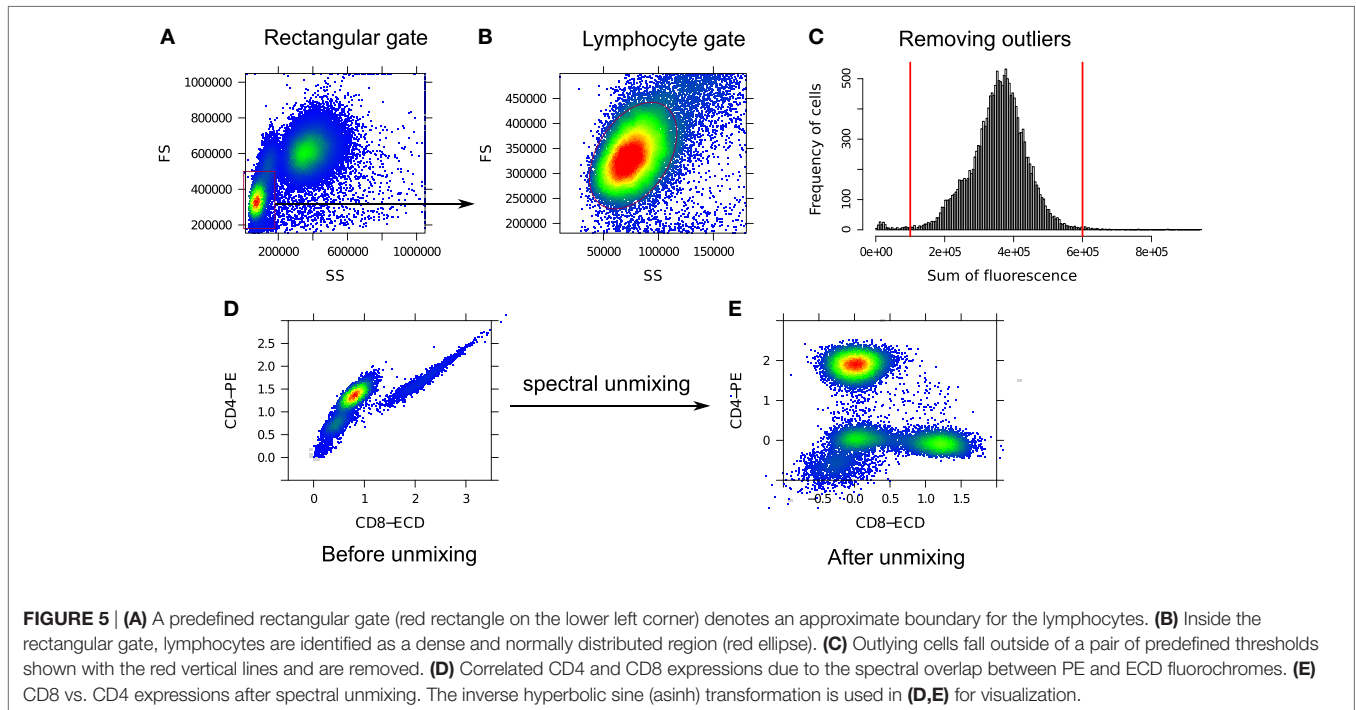 A Rectangular gate
FS
1000000
800000
600000
400000
200000
200000 600000 1000000
SS
B Lymphocyte gate
FS
450000
400000
350000
300000
250000
200000
50000 100000 150000
SS
C Removing outliers
Frequency of cells
500
300
100
0
0e+00 2e+05 4e+05 6e+05 8e+05
Sum of fluorescence
D
CD4–PE
2.5
2.0
1.5
1.0
0.5
0.0
0 1 2 3
CD8–ECD
Before unmixing
spectral unmixing
E
CD4–PE
2
1
0
−0.5 0.0 0.5 1.0 1.5
CD8–ECD
After unmixing
FIGURE 5 | (A) A predefined rectangular gate (red rectangle on the lower left corner) denotes an approximate boundary for the lymphocytes. (B) Inside the
rectangular gate, lymphocytes are identified as a dense and normally distributed region (red ellipse). (C) Outlying cells fall outside of a pair of predefined thresholds
shown with the red vertical lines and are removed. (D) Correlated CD4 and CD8 expressions due to the spectral overlap between PE and ECD fluorochromes. (E)
CD8 vs. CD4 expressions after spectral unmixing. The inverse hyperbolic sine (asinh) transformation is used in (D,E) for visualization.